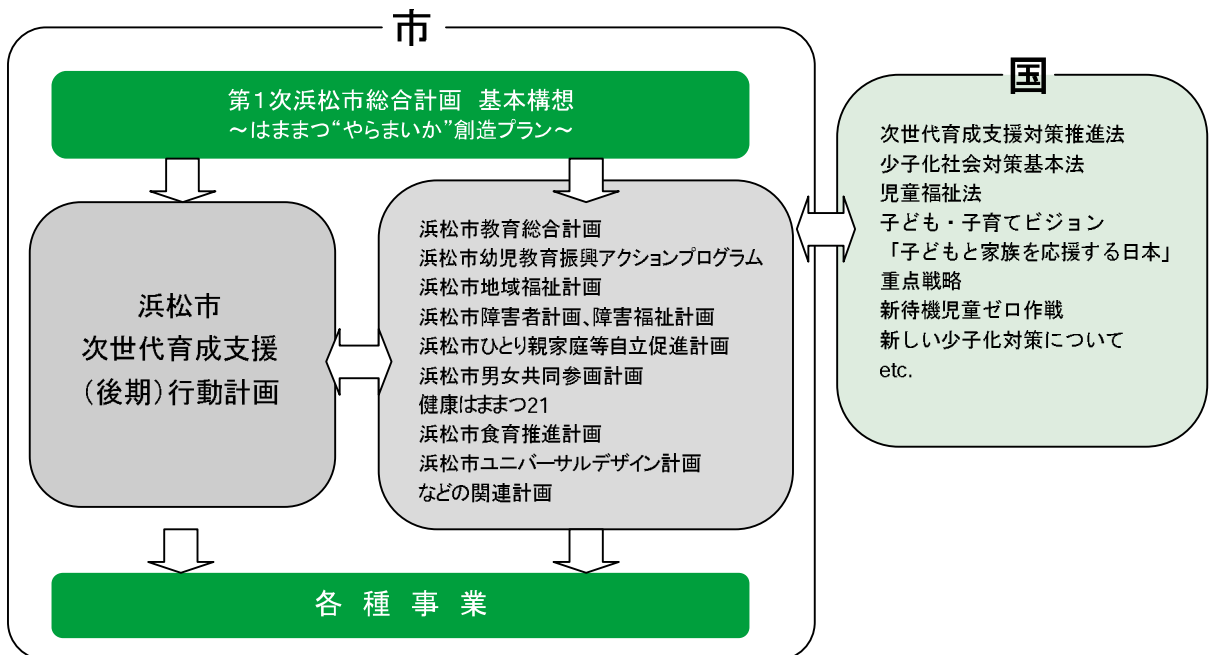 市
第1次浜松市総合計画 基本構想
～はままつ“やらまいか”創造プラン～
浜松市
次世代育成支援
（後期）行動計画
浜松市教育総合計画
浜松市幼児教育振興アクションプログラム
浜松市地域福祉計画
浜松市障害者計画、障害福祉計画
浜松市ひとり親家庭等自立促進計画
浜松市男女共同参画計画
健康はままつ21
浜松市食育推進計画
浜松市ユニバーサルデザイン計画
などの関連計画
各種事業
国
次世代育成支援対策推進法
少子化社会対策基本法
児童福祉法
子ども・子育てビジョン
「子どもと家族を応援する日本」
重点戦略
新待機児童ゼロ作戦
新しい少子化対策について
etc.